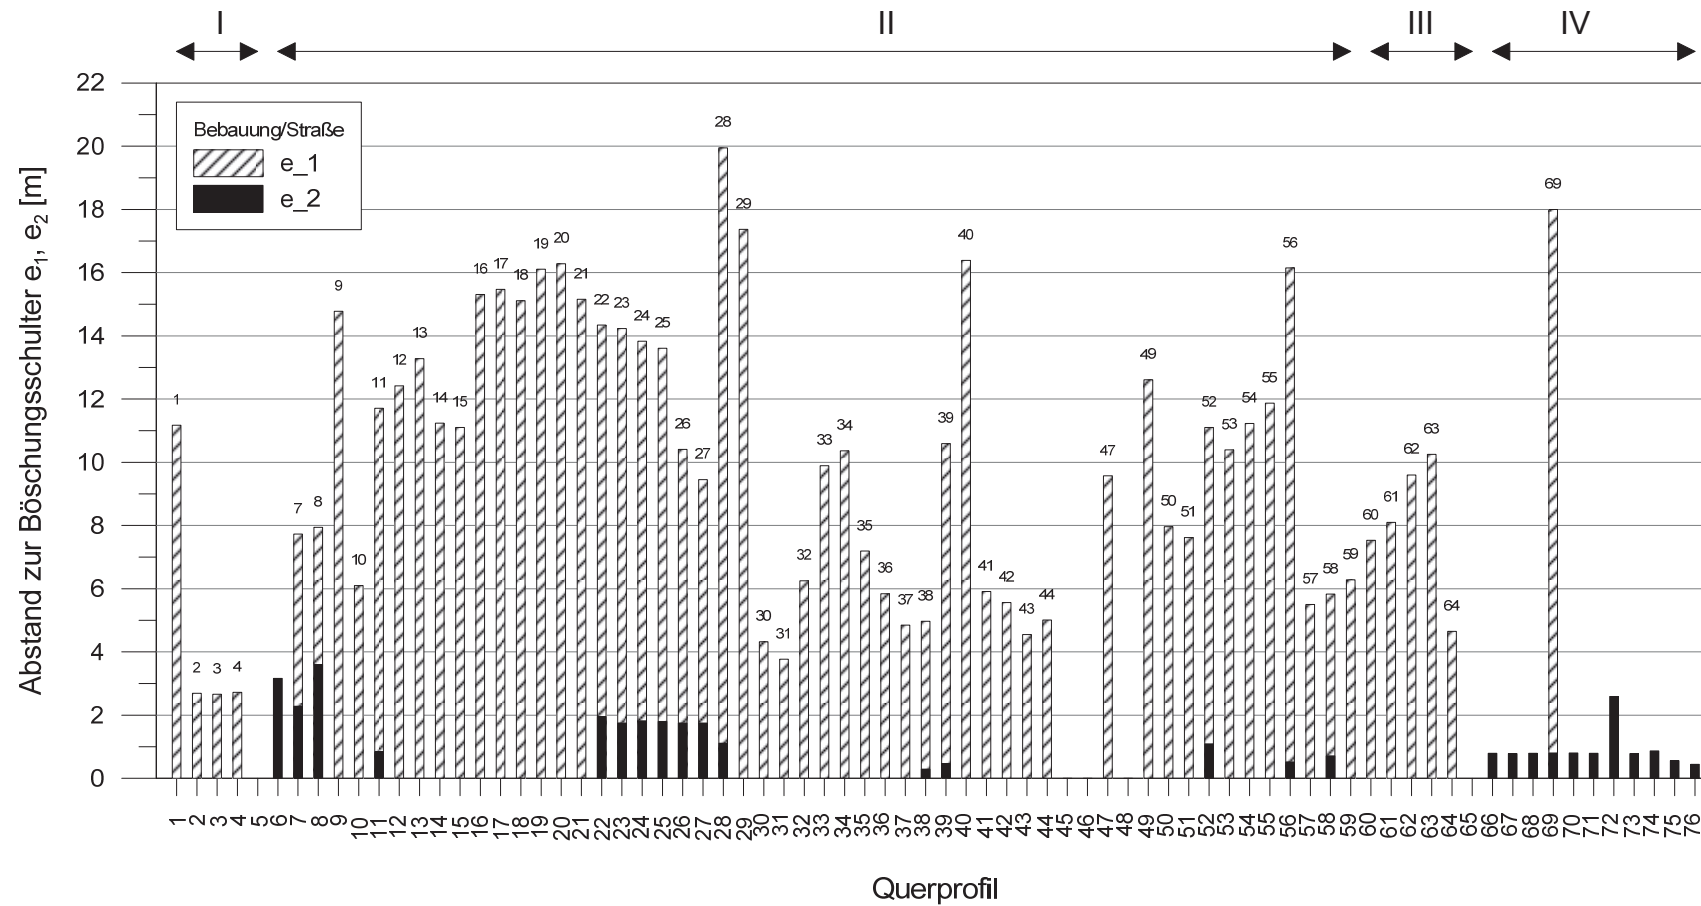 I II III IV
Abstand zur Böschungsschulter e₁, e₂ [m]
22
20
18
16
14
12
10
8
6
4
2
0
Bebauung/Straße
e_1
e_2
1 2 3 4 7 8 9 10 11 12 13 14 15 16 17 18 19 20 21 22 23 24 25 26 27 28 29 30 31 32 33 34 35 36 37 38 39 40 41 42 43 44 47 49 50 51 52 53 54 55 56 57 58 59 60 61 62 63 64 69
1 2 3 4 5 6 7 8 9 10 11 12 13 14 15 16 17 18 19 20 21 22 23 24 25 26 27 28 29 30 31 32 33 34 35 36 37 38 39 40 41 42 43 44 45 46 47 48 49 50 51 52 53 54 55 56 57 58 59 60 61 62 63 64 65 66 67 68 69 70 71 72 73 74 75 76
Querprofil